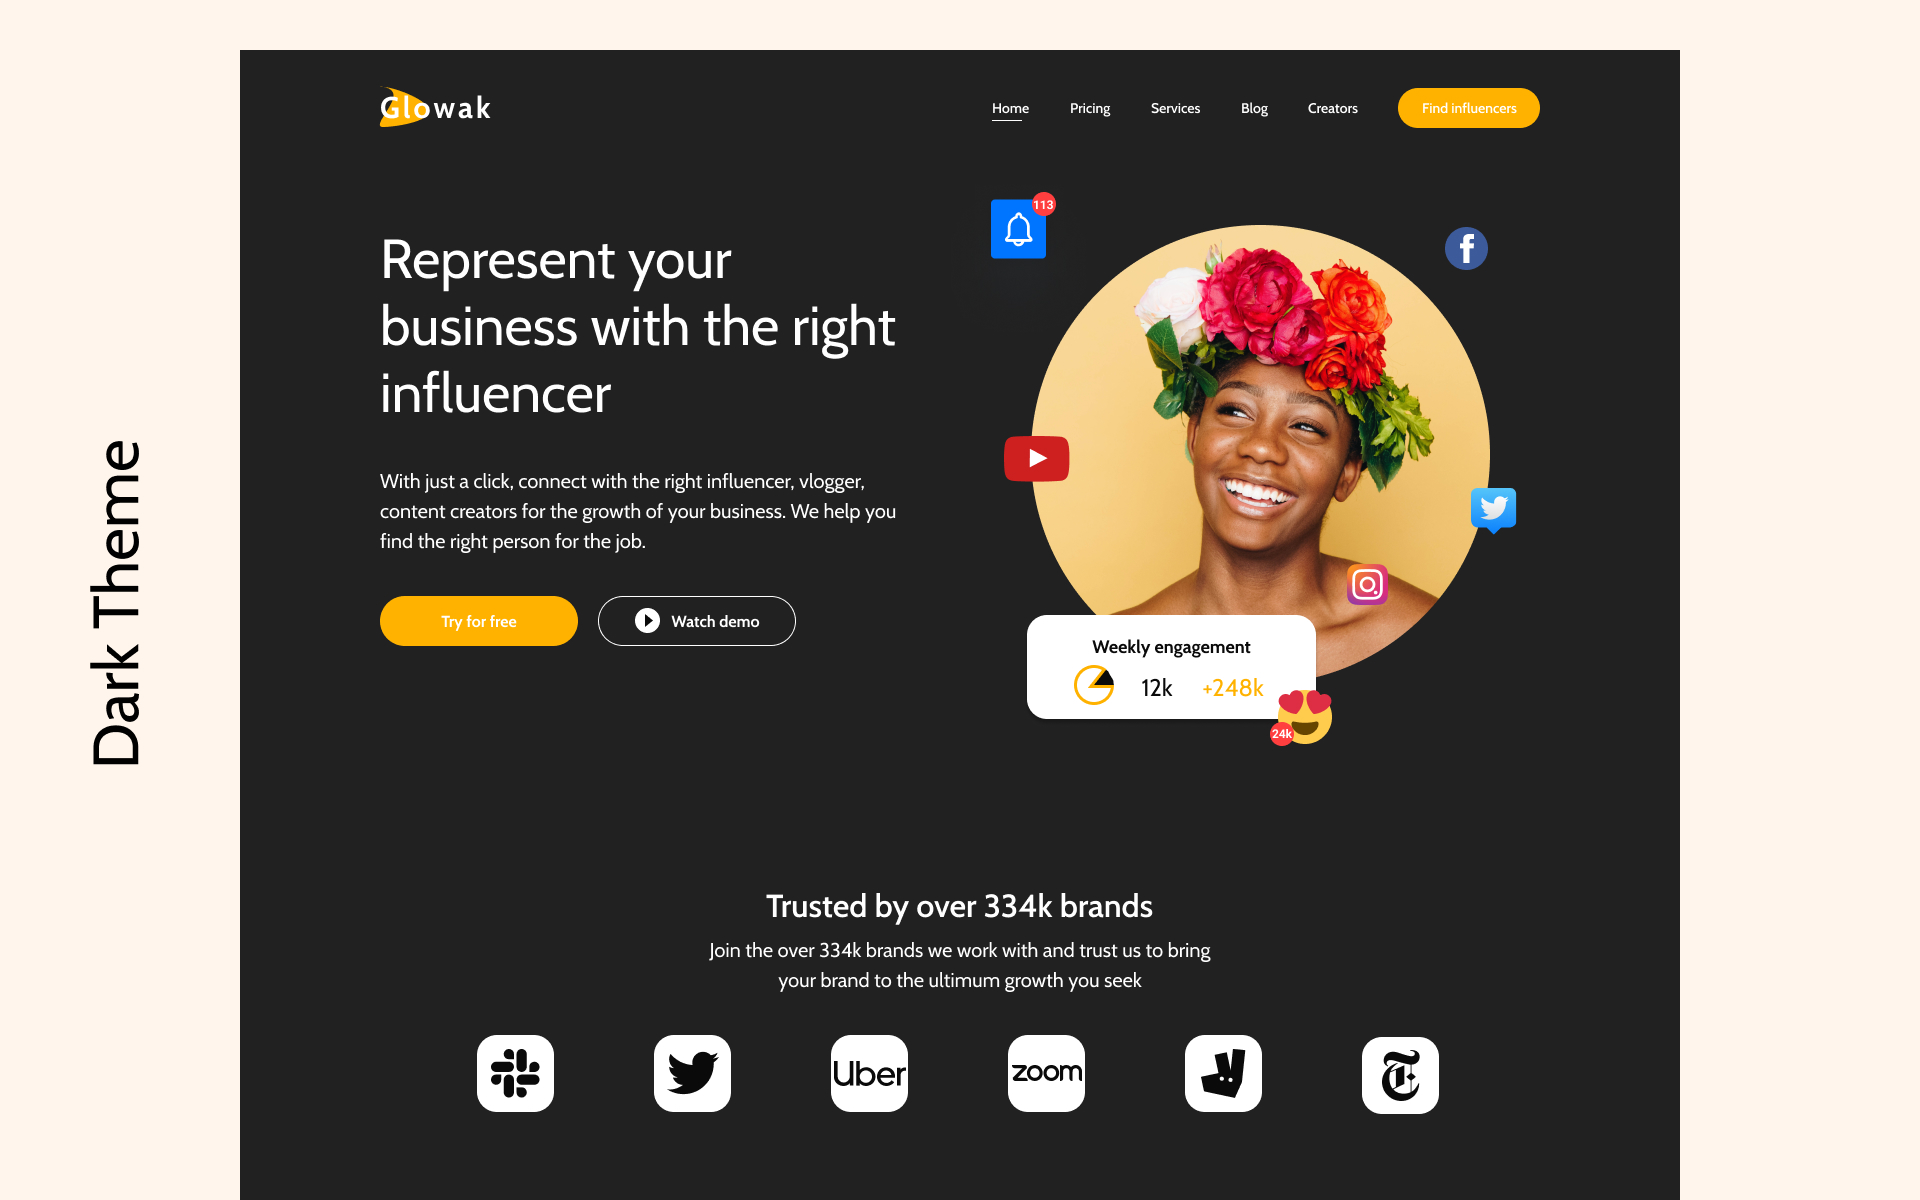 Dark Theme
Glowak
Home
Pricing
Services
Blog
Creators
Find influencers
Represent your
business with the right
influencer
With just a click, connect with the right influencer, vlogger,
content creators for the growth of your business. We help you
find the right person for the job.
Try for free
Watch demo
113
f
Weekly engagement
12k
+248k
24k
Trusted by over 334k brands
Join the over 334k brands we work with and trust us to bring
your brand to the ultimum growth you seek
Uber
zoom
T